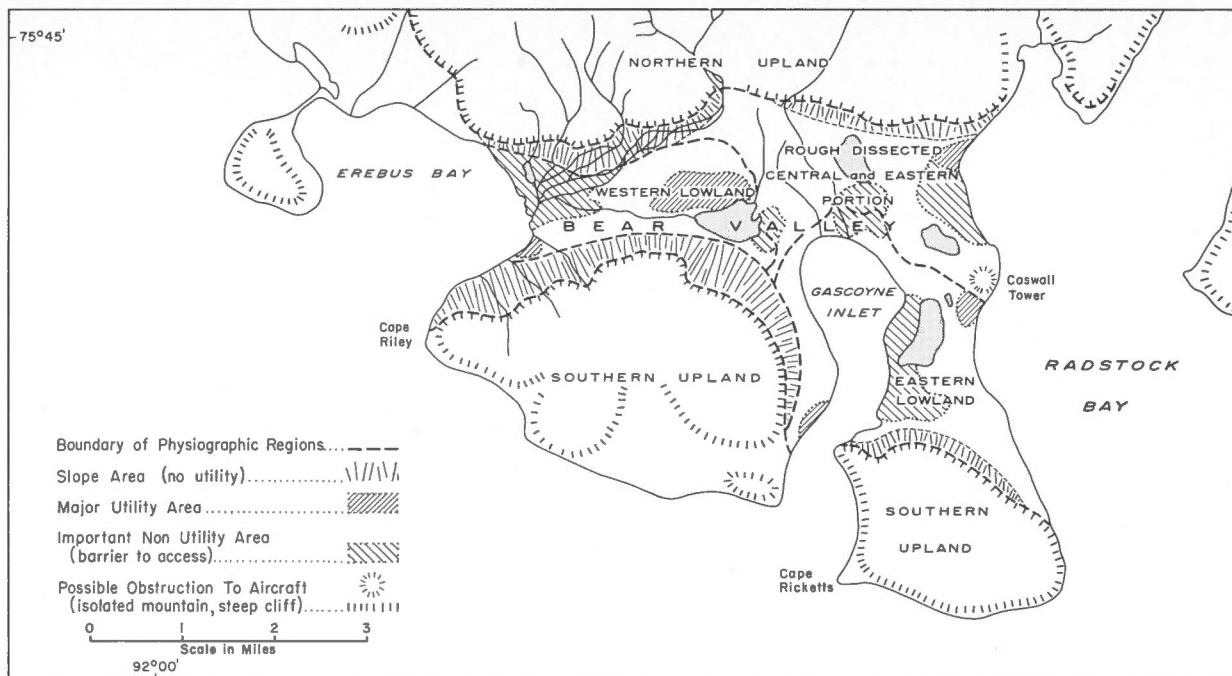 75°45'
NORTHERN UPLAND
EREBUS BAY
ROUGH DISSECTED
CENTRAL and EASTERN
PORTION
WESTERN LOWLAND
BEAR VALLEY
GASCOYNE
INLET
Caswall
Tower
Cape
Riley
SOUTHERN UPLAND
EASTERN
LOWLAND
RADSTOCK
BAY
SOUTHERN
UPLAND
Cape
Ricketts
Boundary of Physiographic Regions....
Slope Area (no utility)................
Major Utility Area .....................
Important Non Utility Area
(barrier to access)...................
Possible Obstruction To Aircraft
(isolated mountain, steep cliff).....
0 1 2 3
Scale in Miles
92°00'